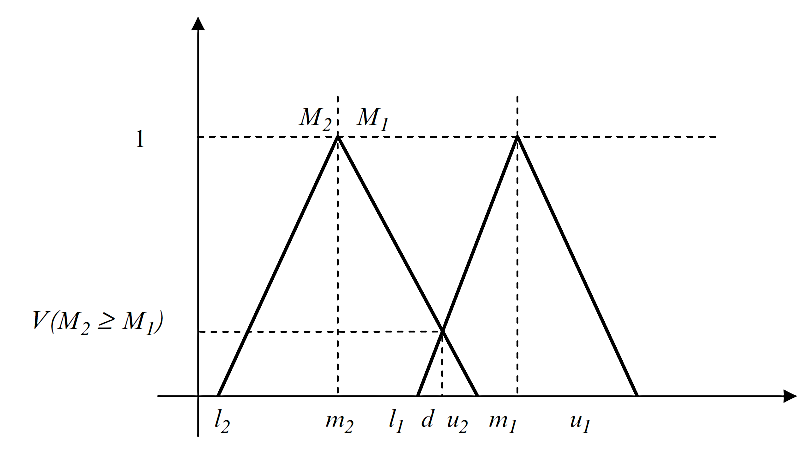 M₂ M₁
1
V(M₂ ≥ M₁)
l₂ m₂ l₁ d u₂ m₁ u₁